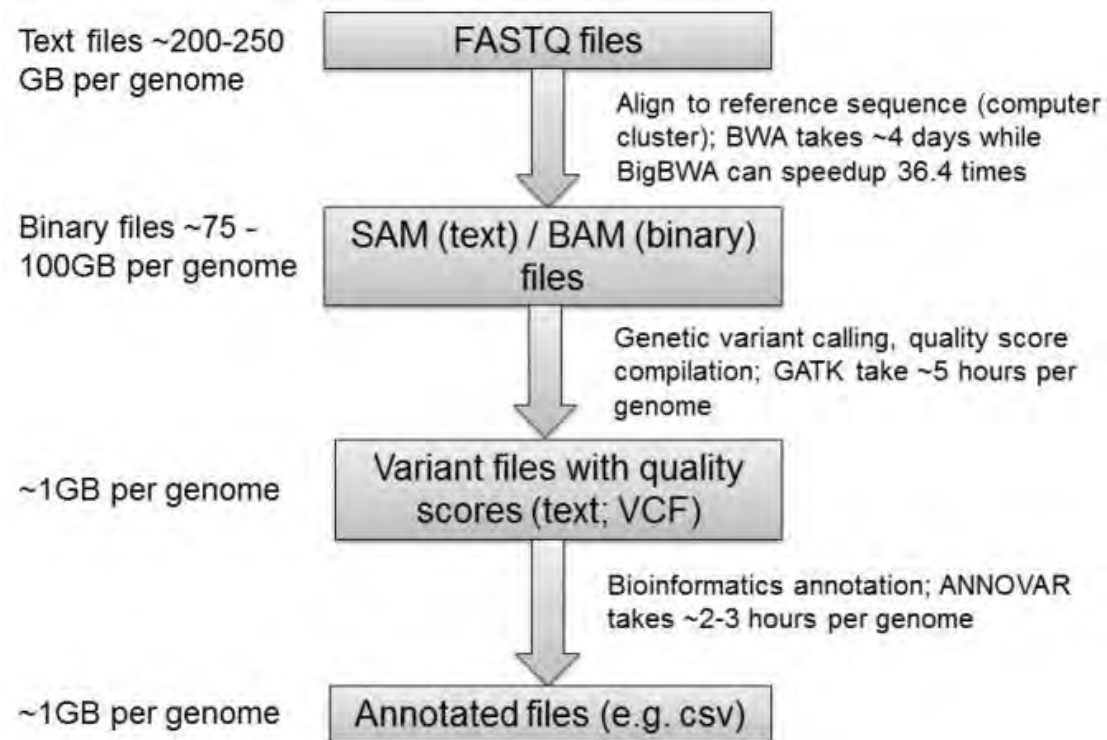 Text files ~200-250
GB per genome
FASTQ files
Align to reference sequence (computer
cluster); BWA takes ~4 days while
BigBWA can speedup 36.4 times
Binary files ~75 -
100GB per genome
SAM (text) / BAM (binary)
files
Genetic variant calling, quality score
compilation; GATK take ~5 hours per
genome
~1GB per genome
Variant files with quality
scores (text; VCF)
Bioinformatics annotation; ANNOVAR
takes ~2-3 hours per genome
~1GB per genome
Annotated files (e.g. csv)